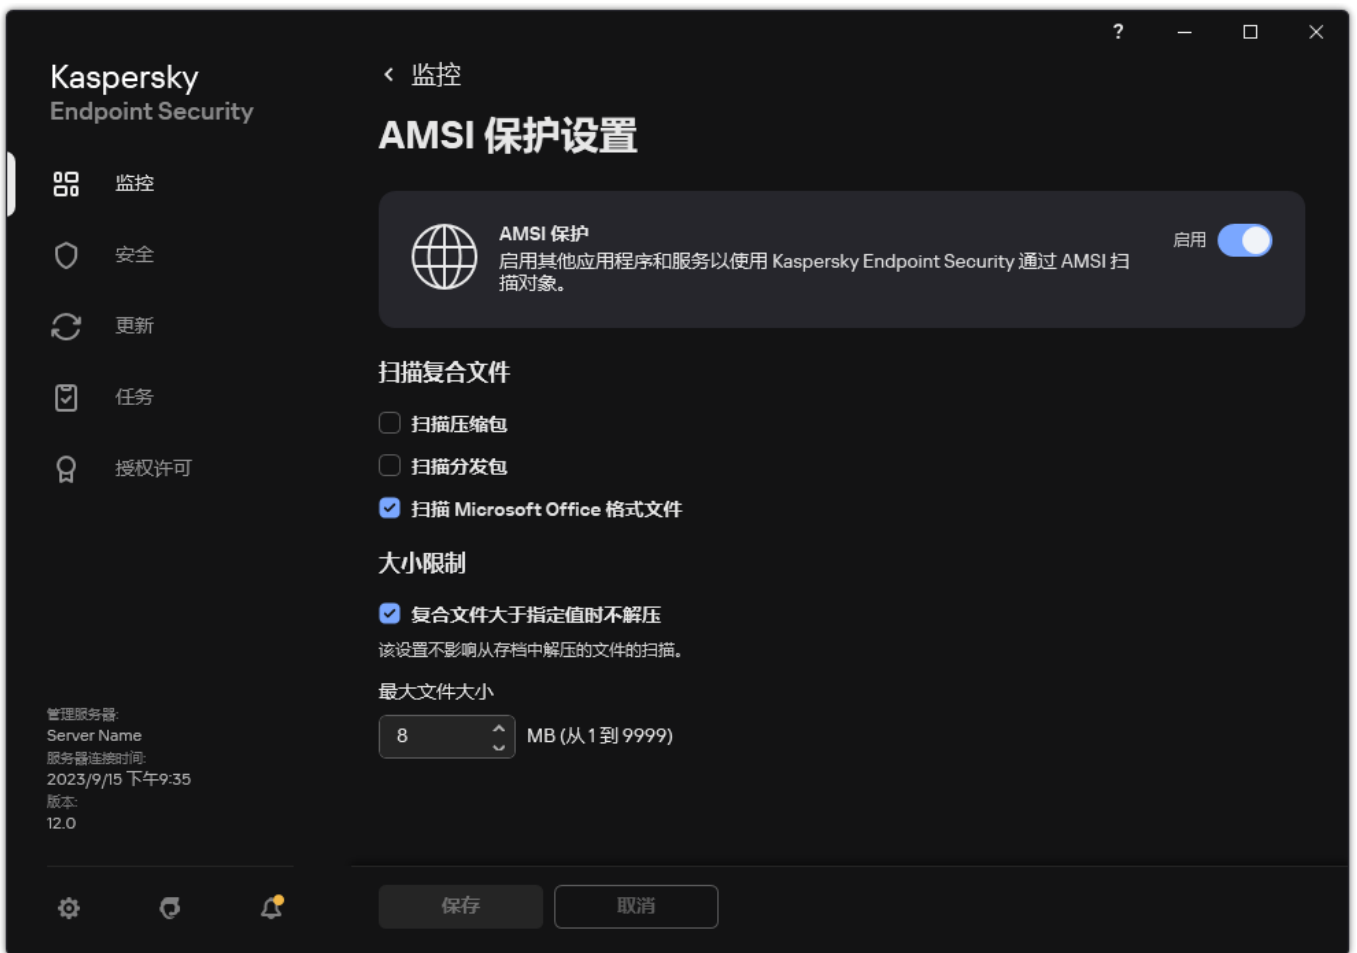 ?
Kaspersky
Endpoint Security
监控
安全
更新
任务
授权许可
管理服务器:
Server Name
服务器连接时间:
2023/9/15 下午9:35
版本:
12.0
监控
AMSI 保护设置
AMSI 保护
启用其他应用程序和服务以使用 Kaspersky Endpoint Security 通过 AMSI 扫
描对象。
启用
扫描复合文件
扫描压缩包
扫描分发包
扫描 Microsoft Office 格式文件
大小限制
复合文件大于指定值时不解压
该设置不影响从存档中解压的文件的扫描。
最大文件大小
8
MB (从 1 到 9999)
保存
取消